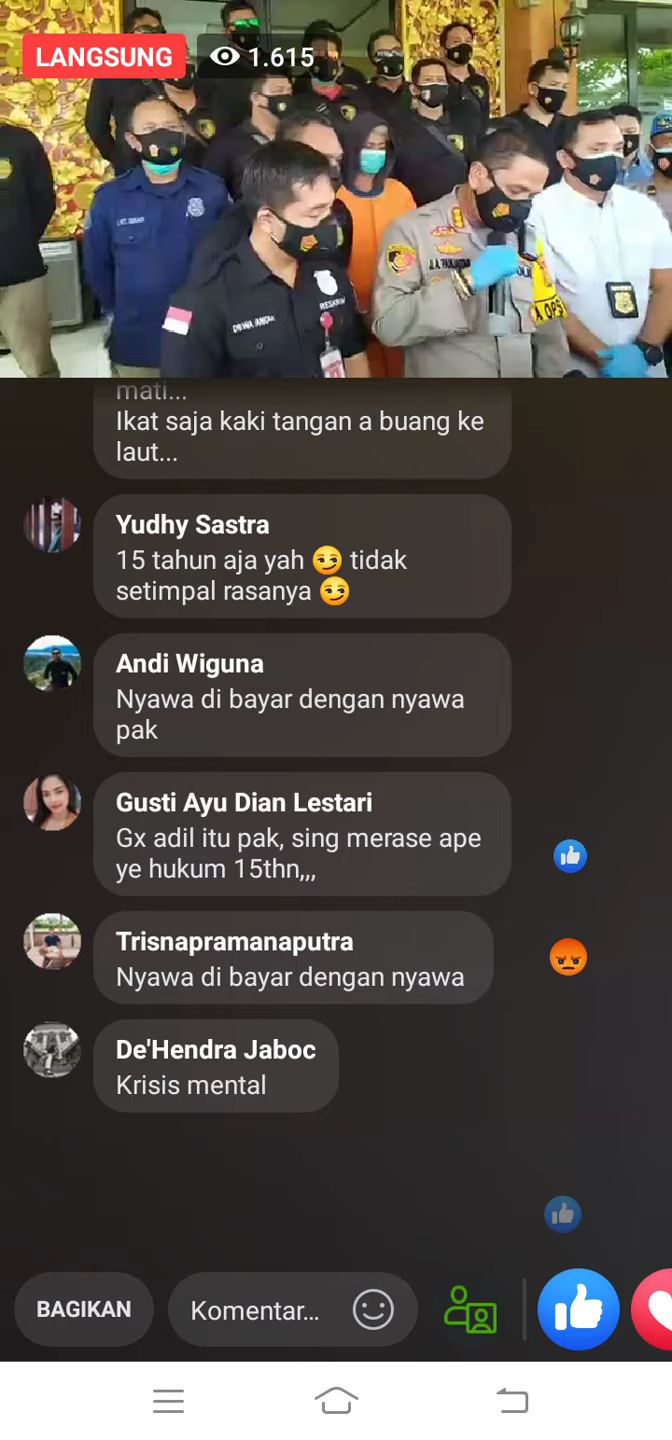 LANGSUNG
1.615
RESKRIM
mati...
Ikat saja kaki tangan a buang ke
laut...
Yudhy Sastra
15 tahun aja yah 😏 tidak
setimpal rasanya 😏
Andi Wiguna
Nyawa di bayar dengan nyawa
pak
Gusti Ayu Dian Lestari
Gx adil itu pak, sing merase ape
ye hukum 15thn,,,
Trisnapramanaputra
Nyawa di bayar dengan nyawa
De'Hendra Jaboc
Krisis mental
BAGIKAN
Komentar...